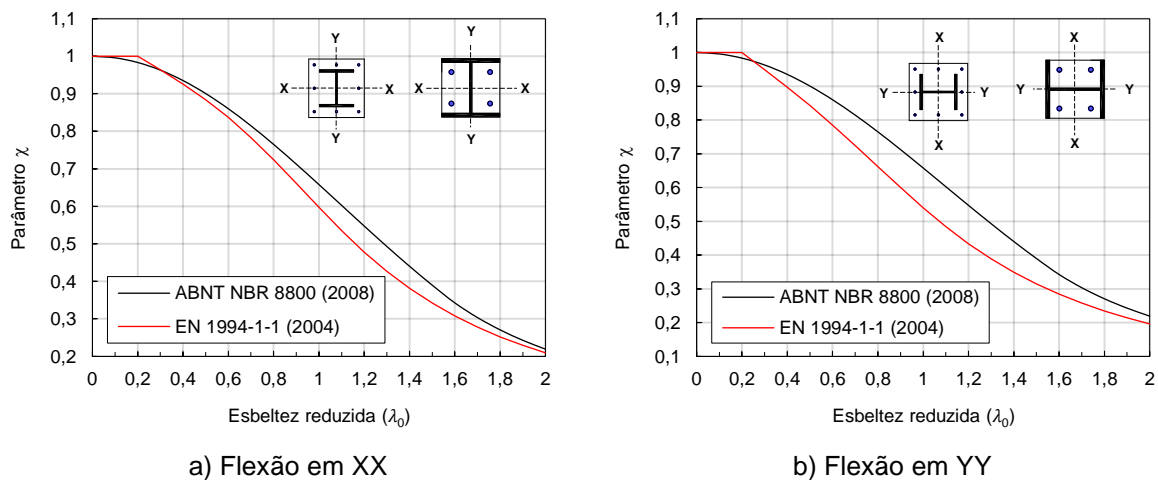 1,1
1
0,9
0,8
0,7
0,6
0,5
0,4
0,3
0,2
Parâmetro χ
0 0,2 0,4 0,6 0,8 1 1,2 1,4 1,6 1,8 2
Esbeltez reduzida (λ0)
Y Y
X X X
Y Y
ABNT NBR 8800 (2008)
EN 1994-1-1 (2004)
a) Flexão em XX
1,1
1
0,9
0,8
0,7
0,6
0,5
0,4
0,3
0,2
0,1
Parâmetro χ
0 0,2 0,4 0,6 0,8 1 1,2 1,4 1,6 1,8 2
Esbeltez reduzida (λ0)
X X
Y Y Y
X X
ABNT NBR 8800 (2008)
EN 1994-1-1 (2004)
b) Flexão em YY